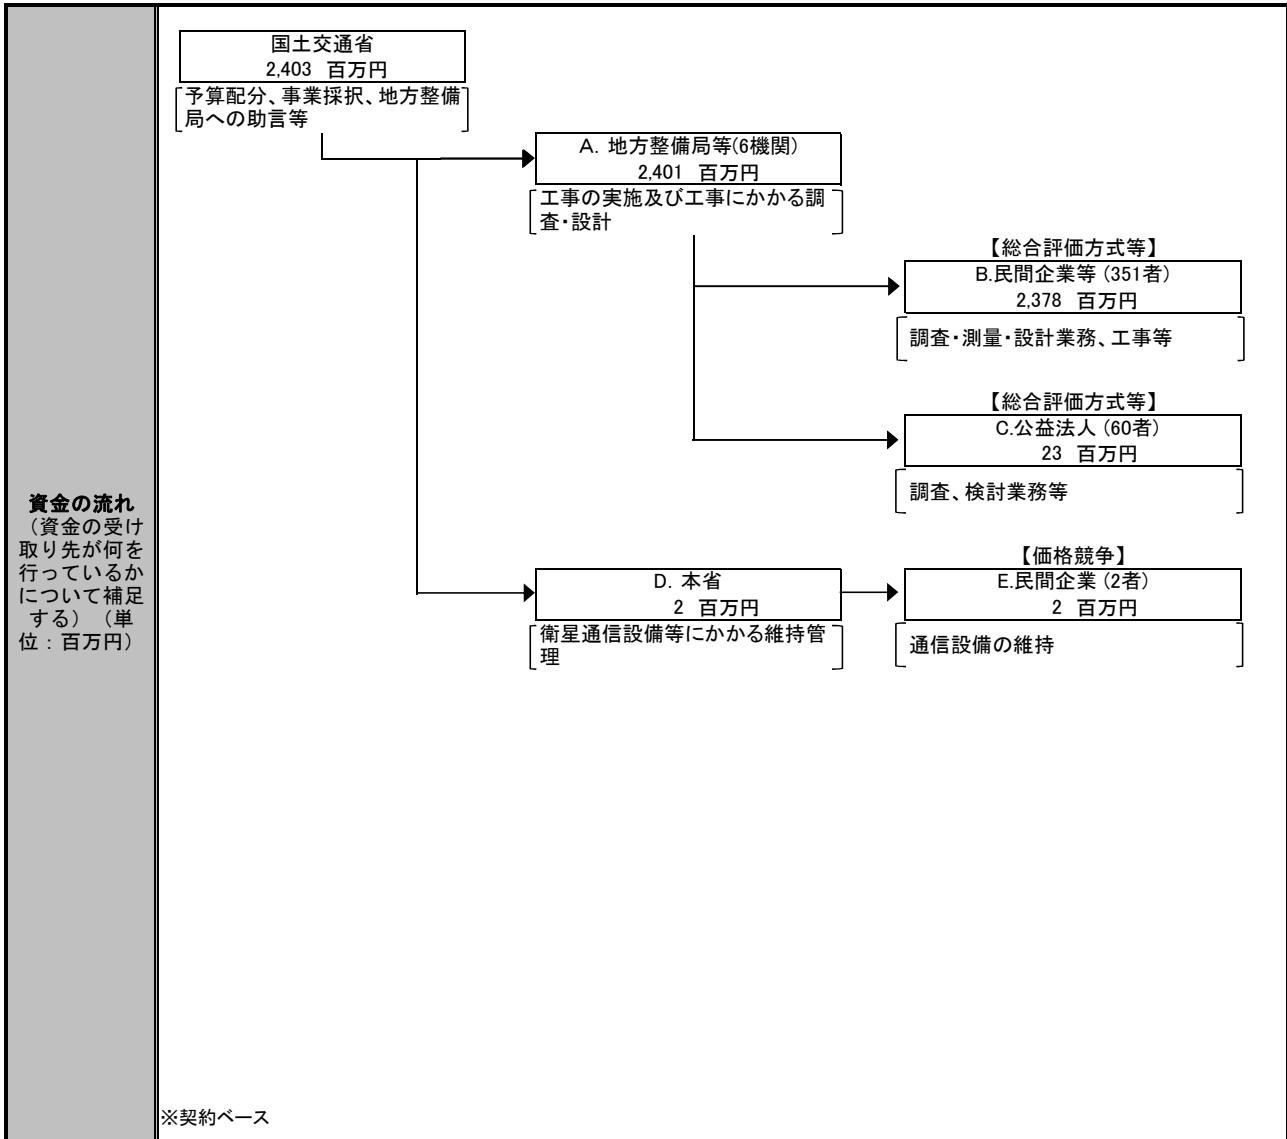 国土交通省
2,403 百万円
予算配分、事業採択、地方整備
局への助言等
A. 地方整備局等(6機関)
2,401 百万円
工事の実施及び工事にかかる調
査・設計
【総合評価方式等】
B.民間企業等 (351者)
2,378 百万円
調査・測量・設計業務、工事等
【総合評価方式等】
C.公益法人 (60者)
23 百万円
調査、検討業務等
資金の流れ
(資金の受け
取り先が何を
行っているか
について補足
する) (単
位:百万円)
D. 本省
2 百万円
衛星通信設備等にかかる維持管
理
【価格競争】
E.民間企業 (2者)
2 百万円
通信設備の維持
※契約ベース